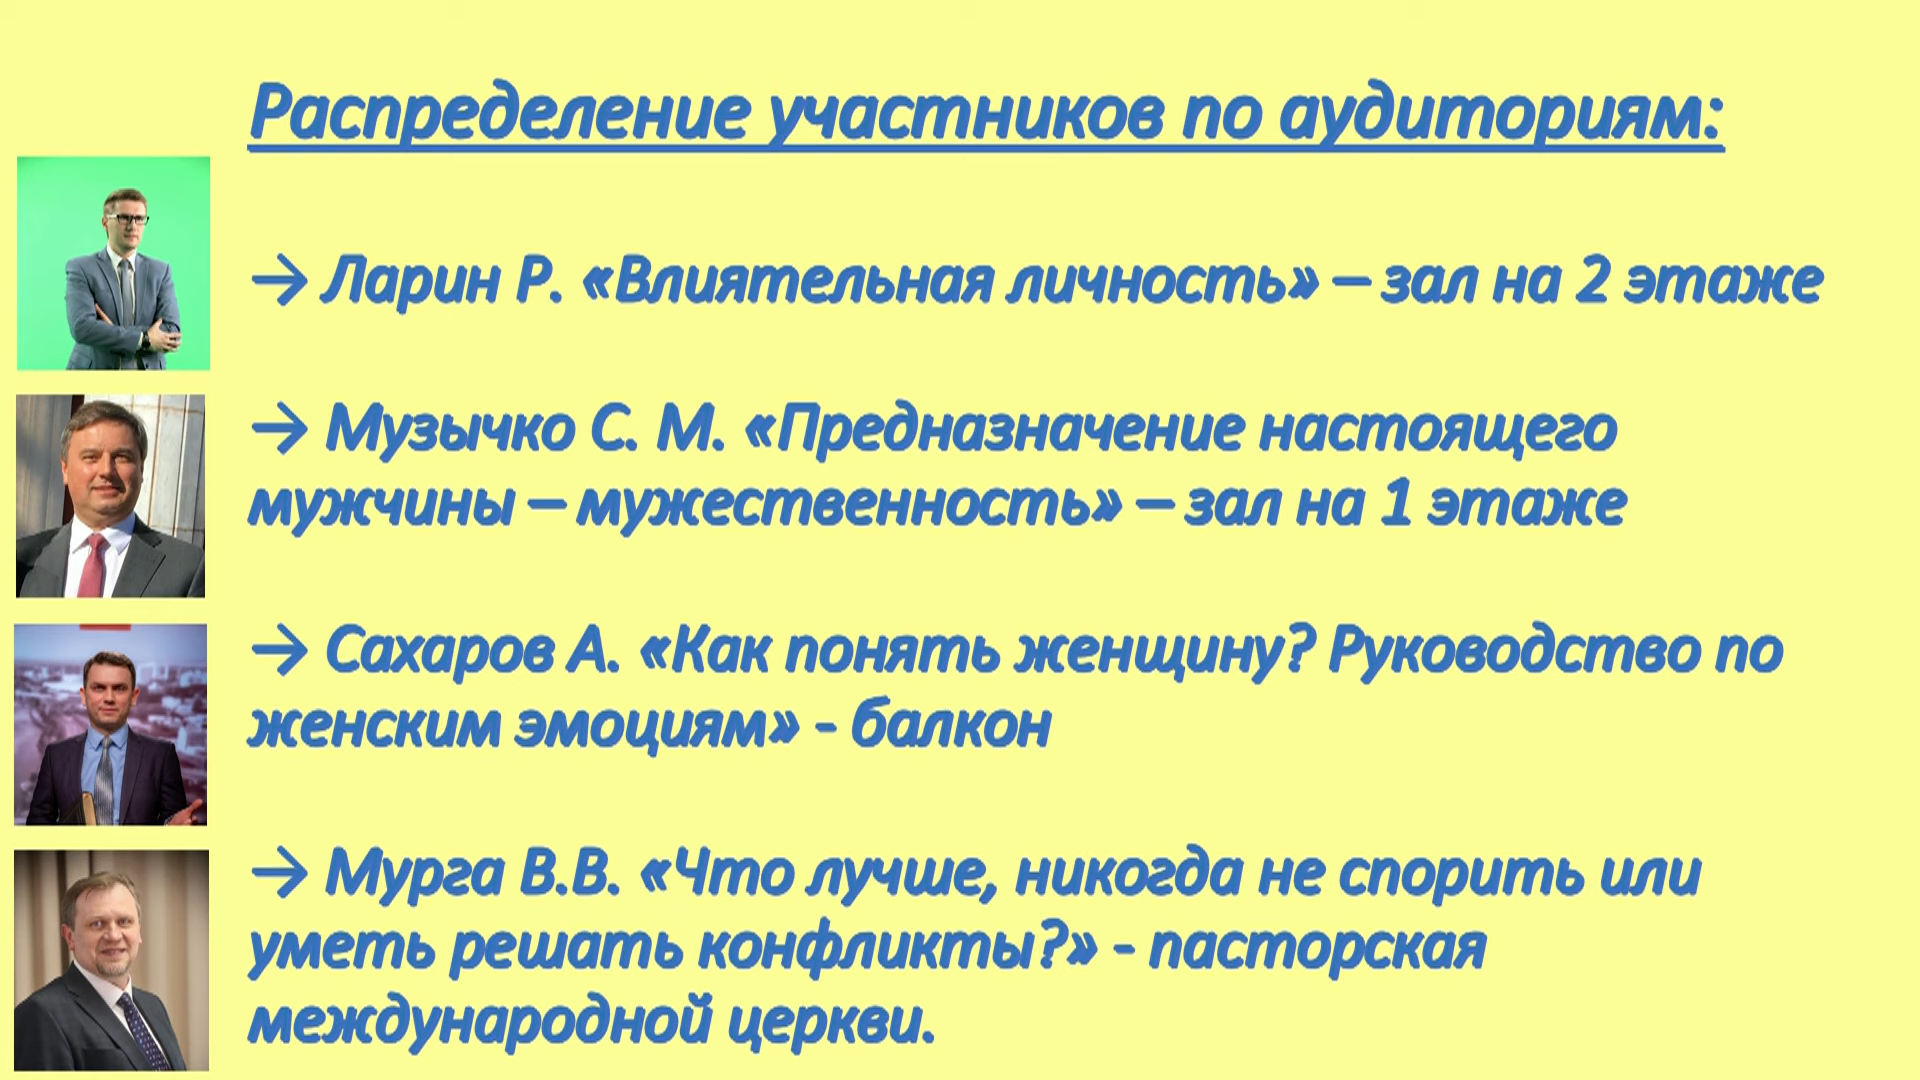 Распределение участников по аудиториям:
→ Ларин Р. «Влиятельная личность» – зал на 2 этаже
→ Музычко С. М. «Предназначение настоящего
мужчины – мужественность» – зал на 1 этаже
→ Сахаров А. «Как понять женщину? Руководство по
женским эмоциям» - балкон
→ Мурга В.В. «Что лучше, никогда не спорить или
уметь решать конфликты?» - пасторская
международной церкви.